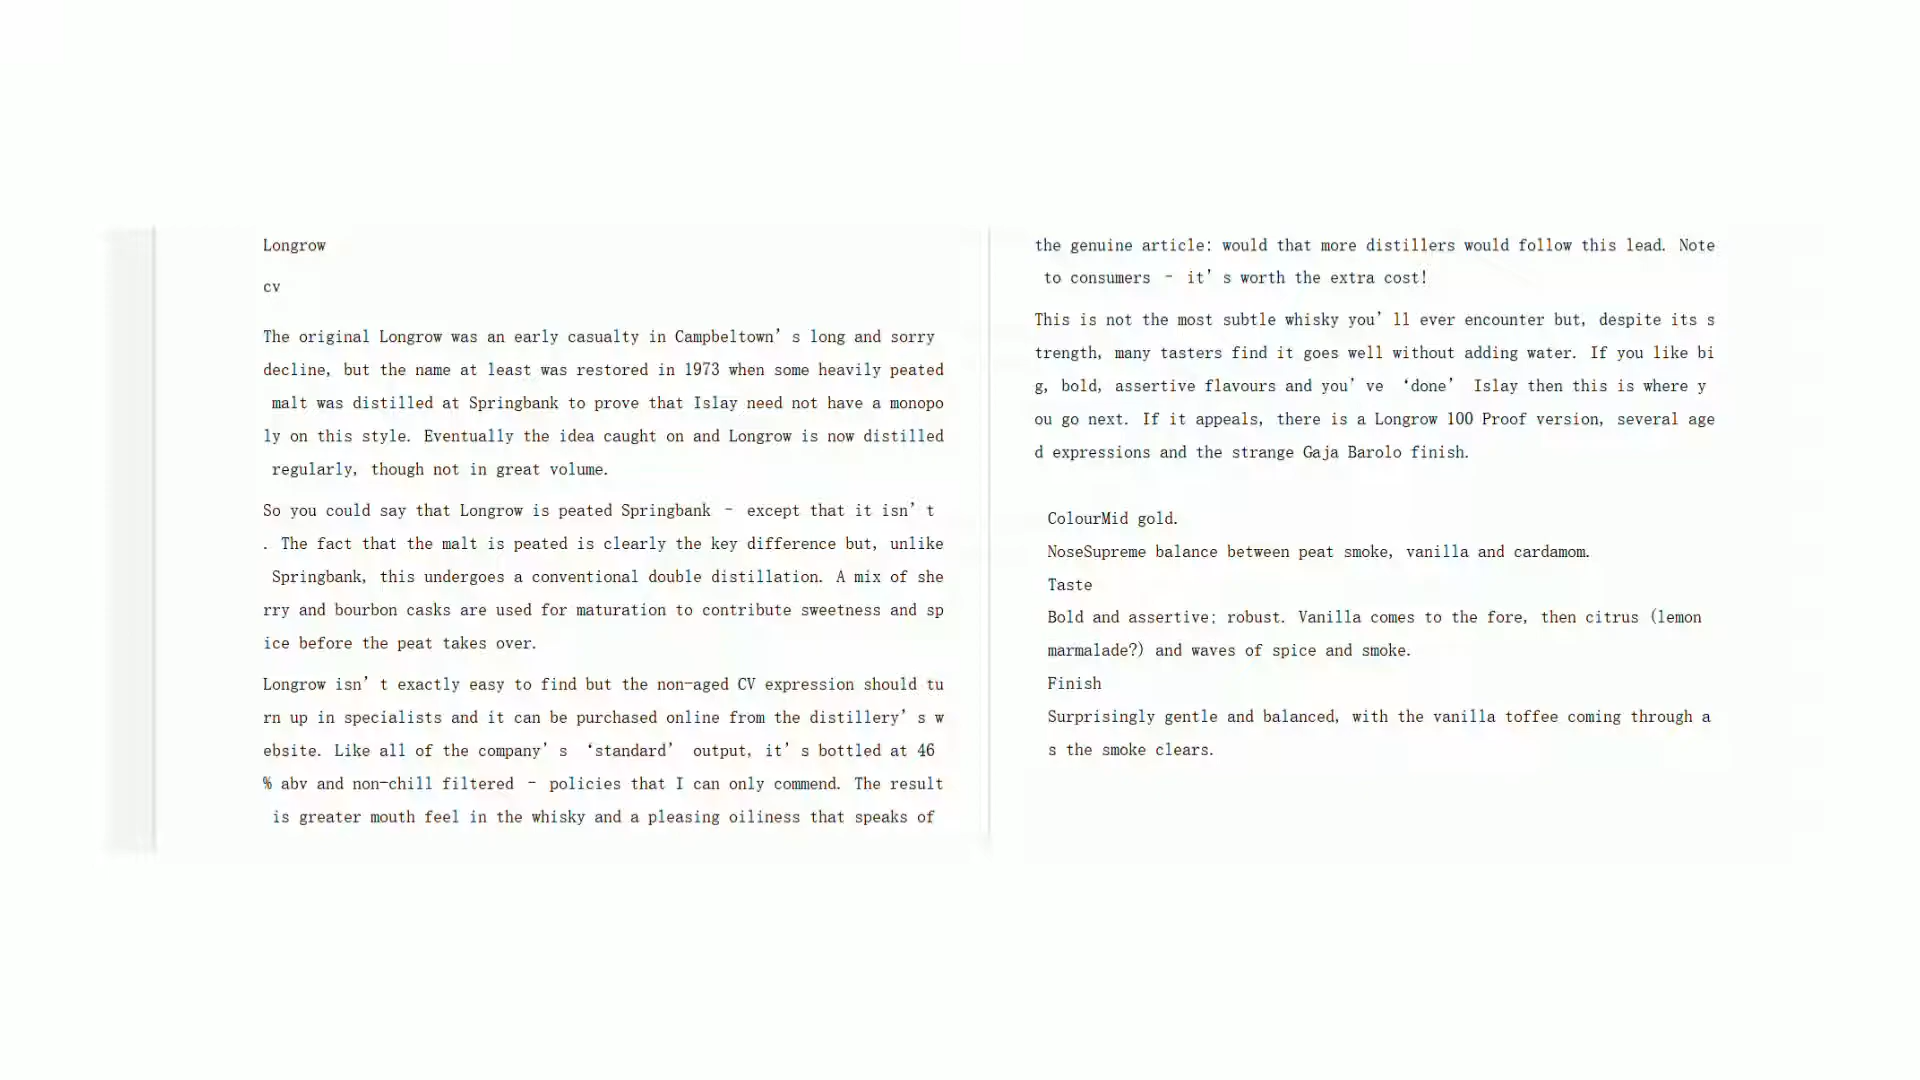 Longrow
cv
The original Longrow was an early casualty in Campbeltown’s long and sorry
decline, but the name at least was restored in 1973 when some heavily peated
malt was distilled at Springbank to prove that Islay need not have a monopo
ly on this style. Eventually the idea caught on and Longrow is now distilled
regularly, though not in great volume.
So you could say that Longrow is peated Springbank – except that it isn’t
. The fact that the malt is peated is clearly the key difference but, unlike
Springbank, this undergoes a conventional double distillation. A mix of she
rry and bourbon casks are used for maturation to contribute sweetness and sp
ice before the peat takes over.
Longrow isn’t exactly easy to find but the non-aged CV expression should tu
rn up in specialists and it can be purchased online from the distillery’s w
ebsite. Like all of the company’s ‘standard’ output, it’s bottled at 46
% abv and non-chill filtered – policies that I can only commend. The result
is greater mouth feel in the whisky and a pleasing oiliness that speaks of
the genuine article: would that more distillers would follow this lead. Note
to consumers – it’s worth the extra cost!
This is not the most subtle whisky you’ll ever encounter but, despite its s
trength, many tasters find it goes well without adding water. If you like bi
g, bold, assertive flavours and you’ve ‘done’ Islay then this is where y
ou go next. If it appeals, there is a Longrow 100 Proof version, several age
d expressions and the strange Gaja Barolo finish.
ColourMid gold.
NoseSupreme balance between peat smoke, vanilla and cardamom.
Taste
Bold and assertive; robust. Vanilla comes to the fore, then citrus (lemon
marmalade?) and waves of spice and smoke.
Finish
Surprisingly gentle and balanced, with the vanilla toffee coming through a
s the smoke clears.